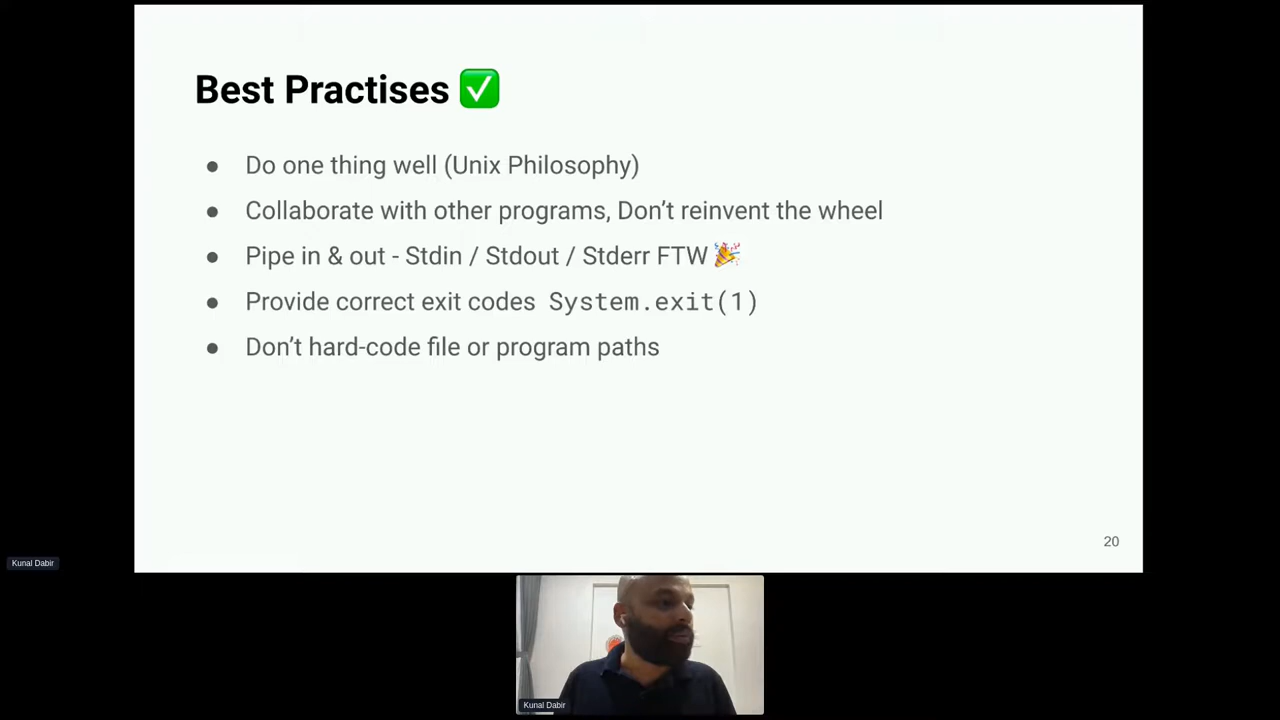 Best Practises ✅
● Do one thing well (Unix Philosophy)
● Collaborate with other programs, Don’t reinvent the wheel
● Pipe in & out - Stdin / Stdout / Stderr FTW 🎉
● Provide correct exit codes System.exit(1)
● Don’t hard-code file or program paths
20
Kunal Dabir
Kunal Dabir